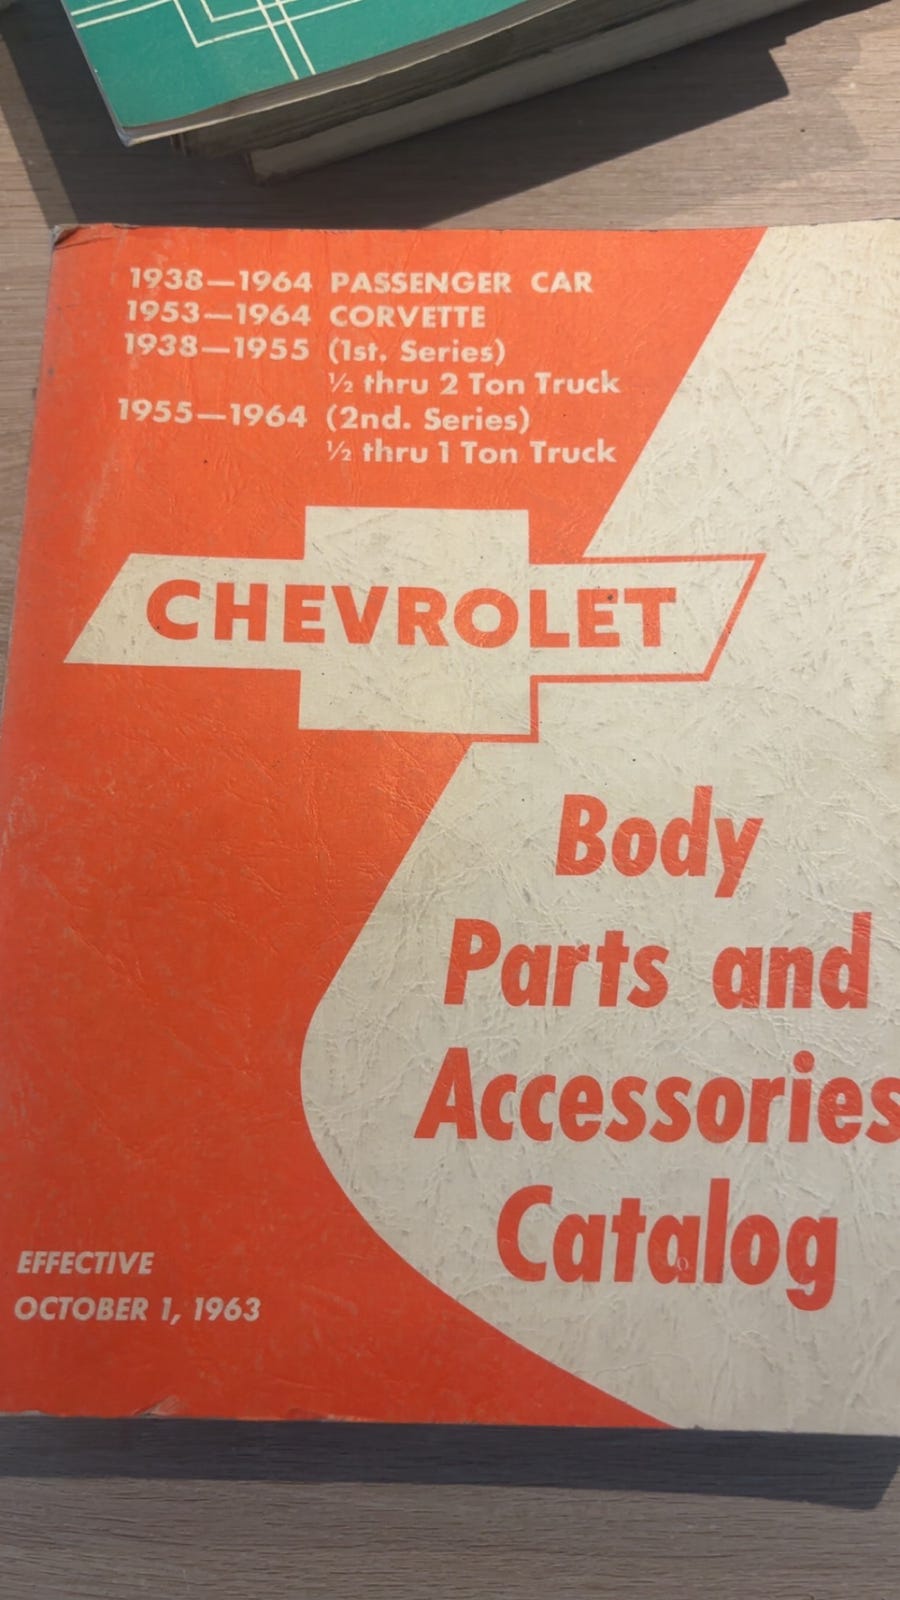 1938—1964 PASSENGER CAR
1953—1964 CORVETTE
1938—1955 (1st. Series)
½ thru 2 Ton Truck
1955—1964 (2nd. Series)
½ thru 1 Ton Truck
CHEVROLET
Body
Parts and
Accessories
Catalog
EFFECTIVE
OCTOBER 1, 1963